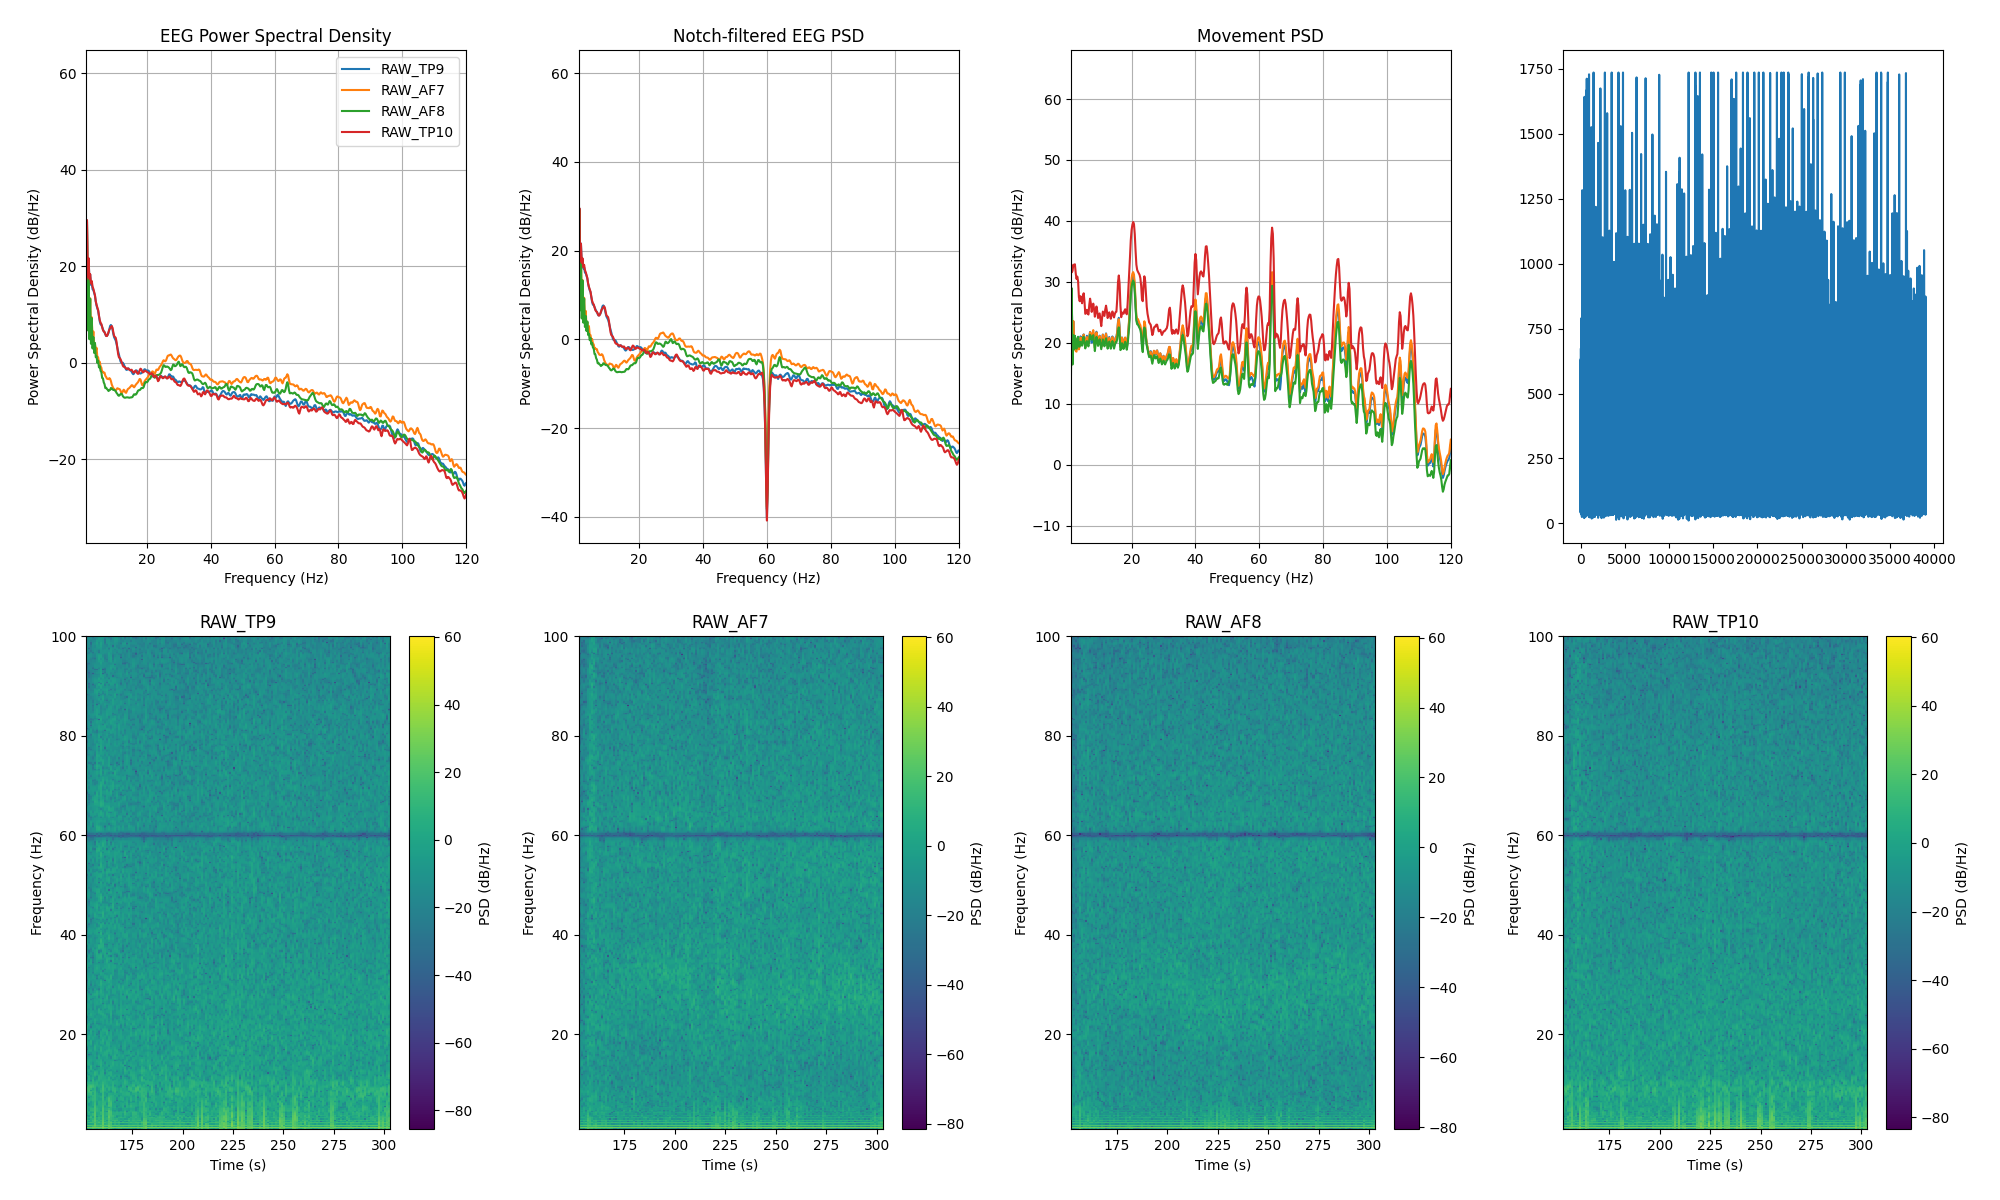 EEG Power Spectral Density
Power Spectral Density (dB/Hz)
60
40
20
0
−20
RAW_TP9
RAW_AF7
RAW_AF8
RAW_TP10
20 40 60 80 100 120
Frequency (Hz)
Notch-filtered EEG PSD
Power Spectral Density (dB/Hz)
60
40
20
0
−20
−40
20 40 60 80 100 120
Frequency (Hz)
Movement PSD
Power Spectral Density (dB/Hz)
60
50
40
30
20
10
0
−10
20 40 60 80 100 120
Frequency (Hz)
1750
1500
1250
1000
750
500
250
0
0 5000 10000 15000 20000 25000 30000 35000 40000
RAW_TP9
Frequency (Hz)
100
80
60
40
20
175 200 225 250 275 300
Time (s)
60
40
20
0
−20
−40
−60
−80
PSD (dB/Hz)
RAW_AF7
Frequency (Hz)
100
80
60
40
20
175 200 225 250 275 300
Time (s)
60
40
20
0
−20
−40
−60
−80
PSD (dB/Hz)
RAW_AF8
Frequency (Hz)
100
80
60
40
20
175 200 225 250 275 300
Time (s)
60
40
20
0
−20
−40
−60
−80
PSD (dB/Hz)
RAW_TP10
Frequency (Hz)
100
80
60
40
20
175 200 225 250 275 300
Time (s)
60
40
20
0
−20
−40
−60
−80
PSD (dB/Hz)